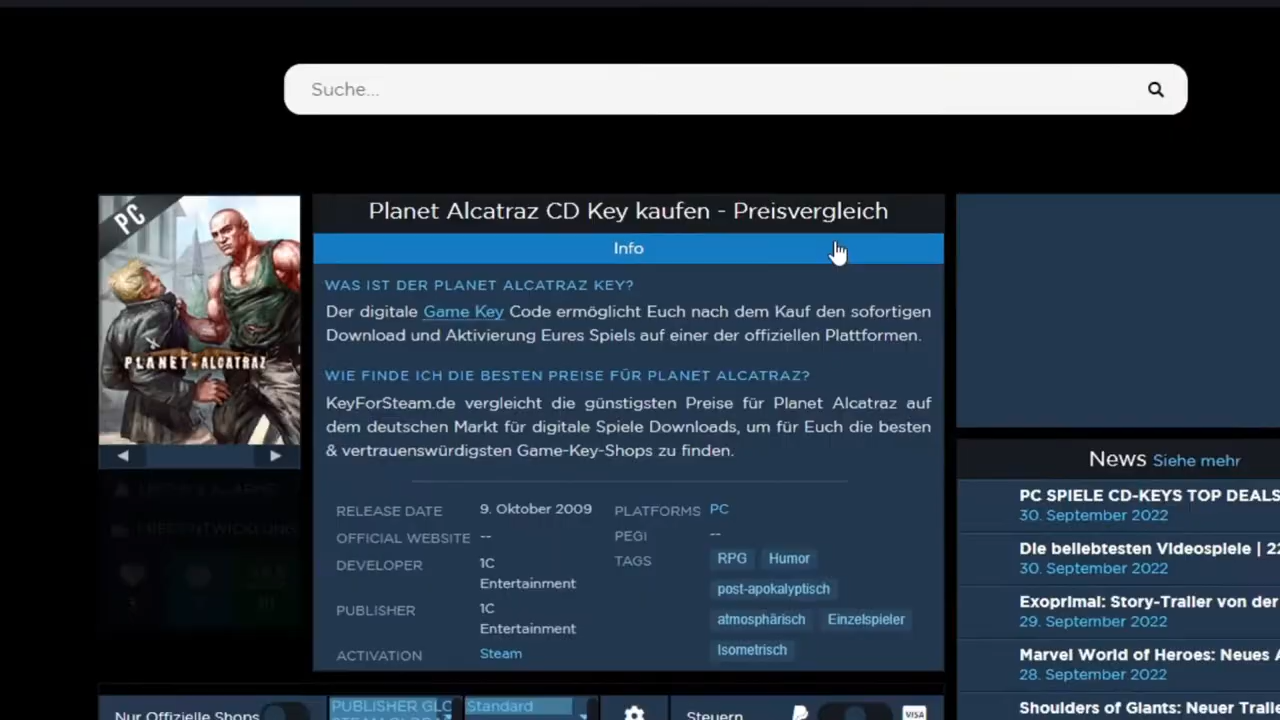 Suche...
PC
PLANET ALCATRAZ
Planet Alcatraz CD Key kaufen - Preisvergleich
Info
WAS IST DER PLANET ALCATRAZ KEY?
Der digitale Game Key Code ermöglicht Euch nach dem Kauf den sofortigen
Download und Aktivierung Eures Spiels auf einer der offiziellen Plattformen.
WIE FINDE ICH DIE BESTEN PREISE FÜR PLANET ALCATRAZ?
KeyForSteam.de vergleicht die günstigsten Preise für Planet Alcatraz auf
dem deutschen Markt für digitale Spiele Downloads, um für Euch die besten
& vertrauenswürdigsten Game-Key-Shops zu finden.
RELEASE DATE 9. Oktober 2009
OFFICIAL WEBSITE --
DEVELOPER 1C
Entertainment
PUBLISHER 1C
Entertainment
ACTIVATION Steam
PLATFORMS PC
PEGI --
TAGS RPG Humor
post-apokalyptisch
atmosphärisch Einzelspieler
Isometrisch
News Siehe mehr
PC SPIELE CD-KEYS TOP DEALS
30. September 2022
Die beliebtesten Videospiele |
30. September 2022
Exoprimal: Story-Trailer von der
29. September 2022
Marvel World of Heroes: Neues
28. September 2022
Shoulders of Giants: Neuer
Nur Offizielle Shops
PUBLISHER
Standard
Steuern
VISA